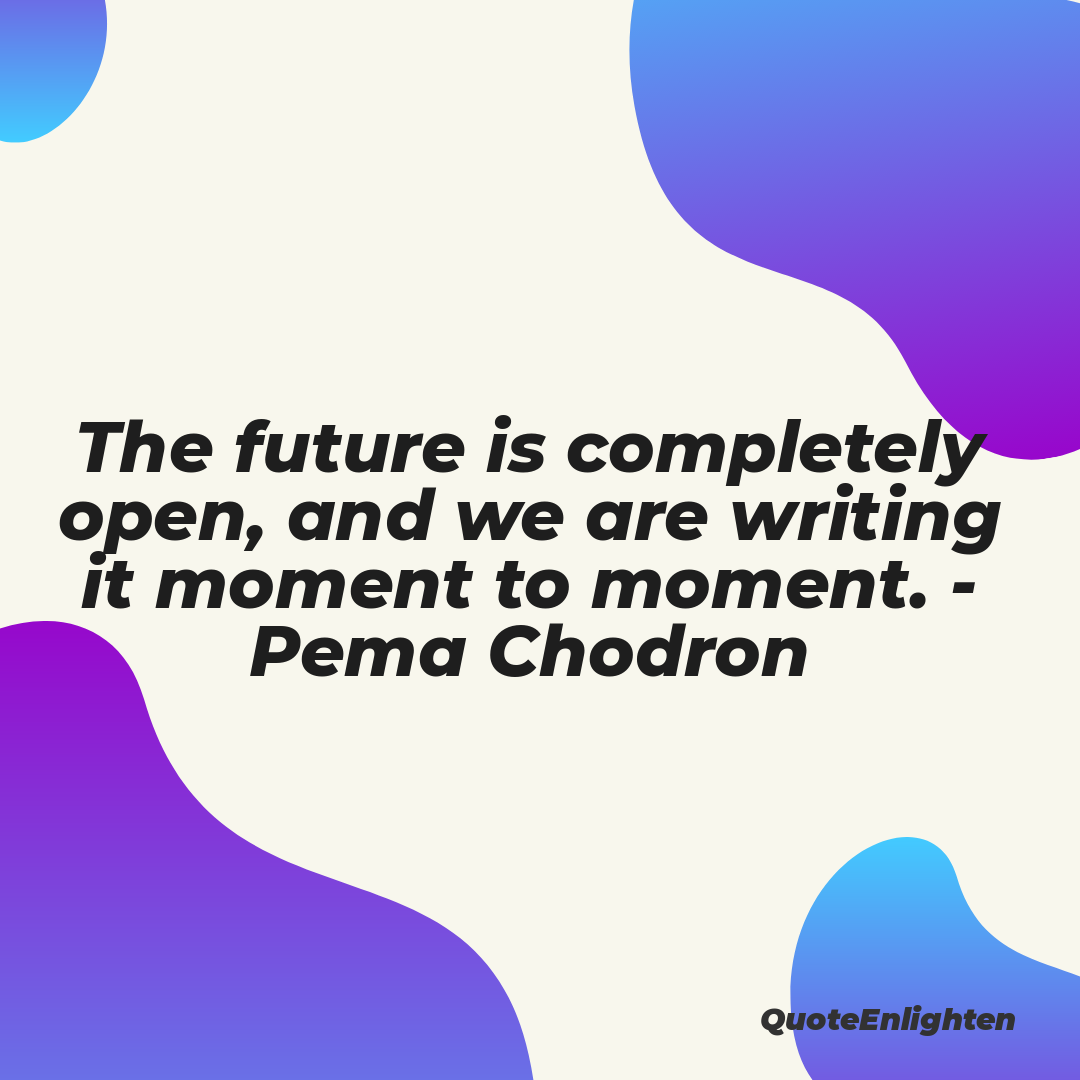 The future is completely
open, and we are writing
it moment to moment. -
Pema Chodron
QuoteEnlighten